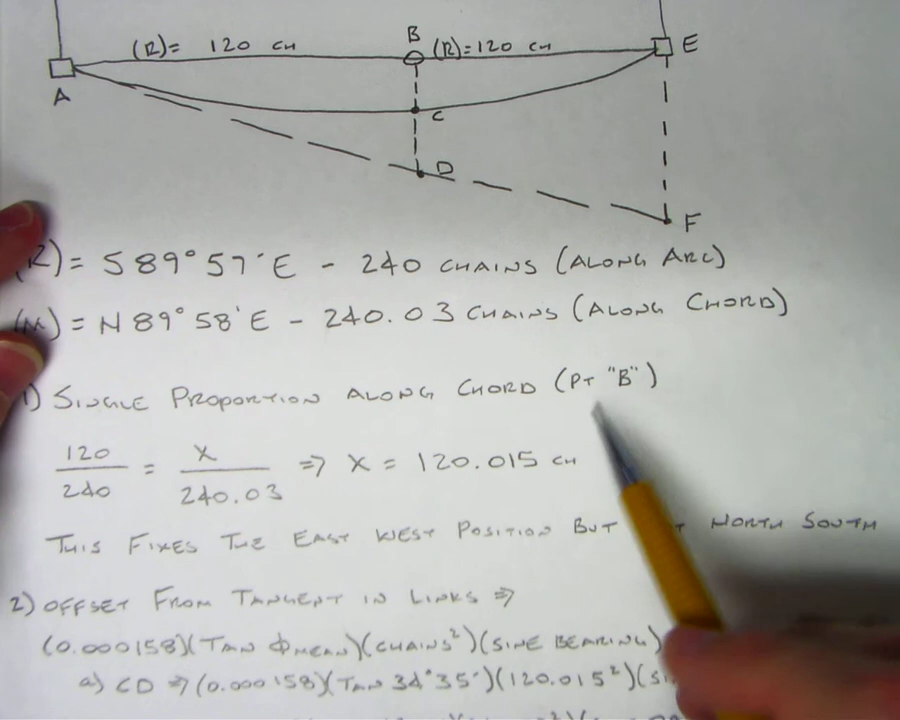 B
(R)= 120 CH (R)=120 CH E
A
C
D
F
(R)= S89°57'E - 240 CHAINS (ALONG ARC)
(M)= N89°58'E - 240.03 CHAINS (ALONG CHORD)
1) SINGLE PROPORTION ALONG CHORD (PT "B")
120/240 = X/240.03 => X = 120.015 CH
THIS FIXES THE EAST WEST POSITION BUT NORTH SOUTH
2) OFFSET FROM TANGENT IN LINKS =>
(0.000158)(TAN ΦMEAN)(CHAINS²)(SINE BEARING)
a) CD => (0.000158)(TAN 34°35')(120.015²)(SI